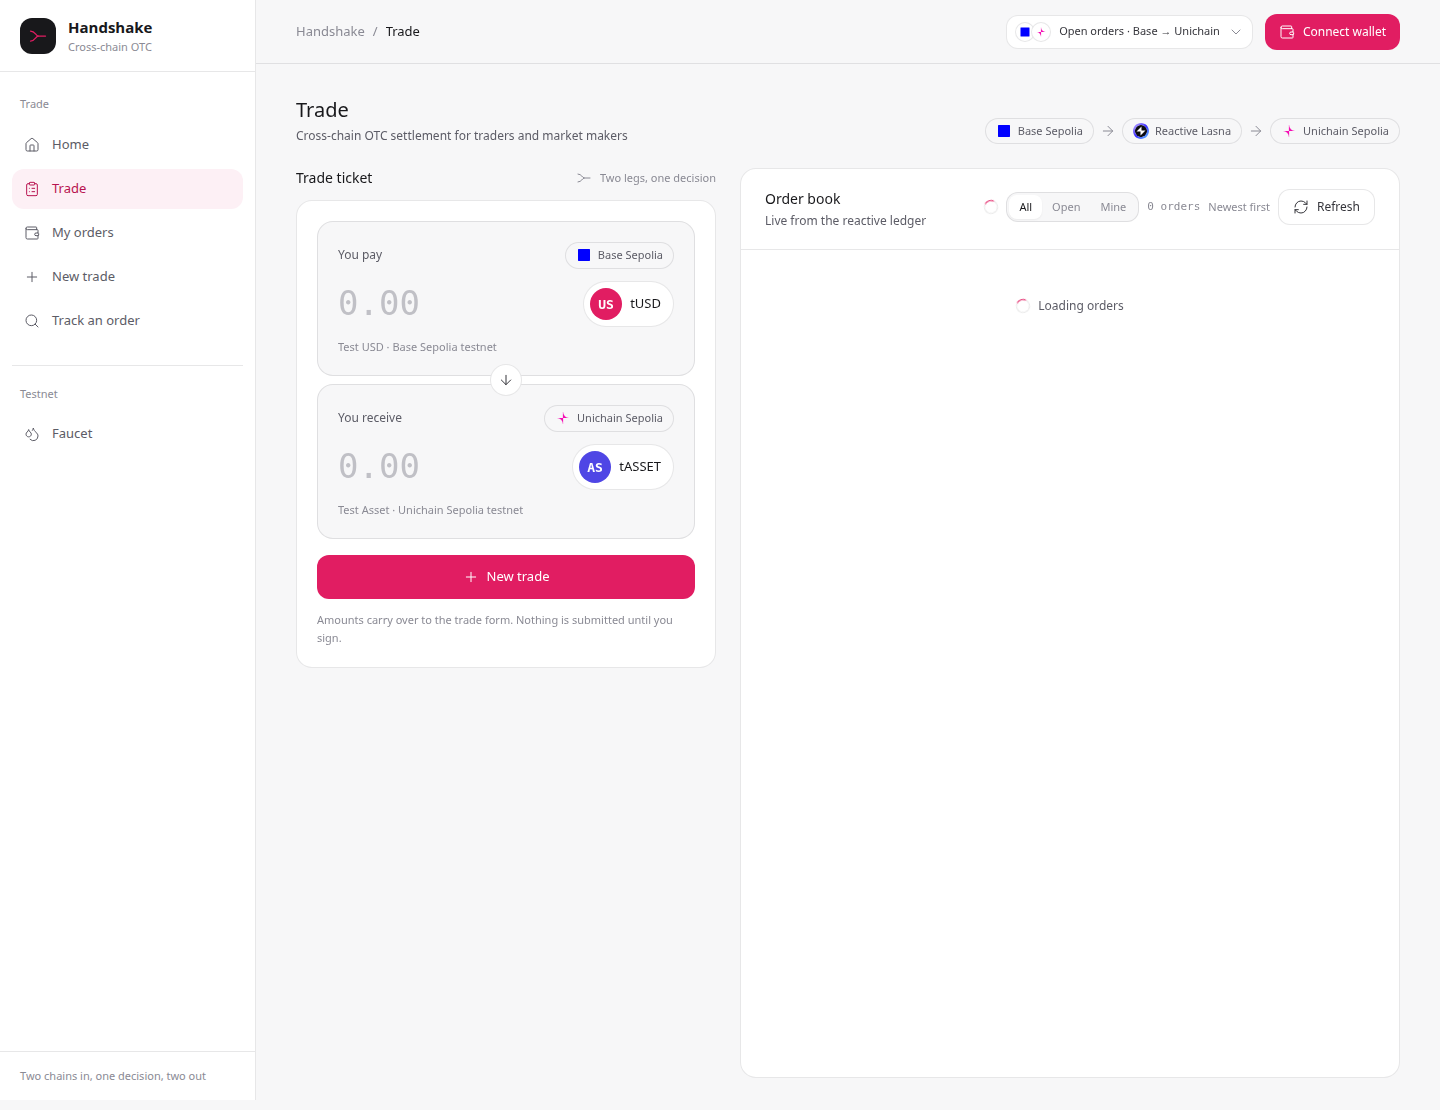 Handshake
Cross-chain OTC
Trade
Home
Trade
My orders
New trade
Track an order
Testnet
Faucet
Two chains in, one decision, two out
Handshake / Trade
Open orders · Base → Unichain
Connect wallet
Trade
Cross-chain OTC settlement for traders and market makers
Base Sepolia
Reactive Lasna
Unichain Sepolia
Trade ticket
Two legs, one decision
You pay
Base Sepolia
0.00
US tUSD
Test USD · Base Sepolia testnet
You receive
Unichain Sepolia
0.00
AS tASSET
Test Asset · Unichain Sepolia testnet
New trade
Amounts carry over to the trade form. Nothing is submitted until you
sign.
Order book
Live from the reactive ledger
All Open Mine
0 orders
Newest first
Refresh
Loading orders